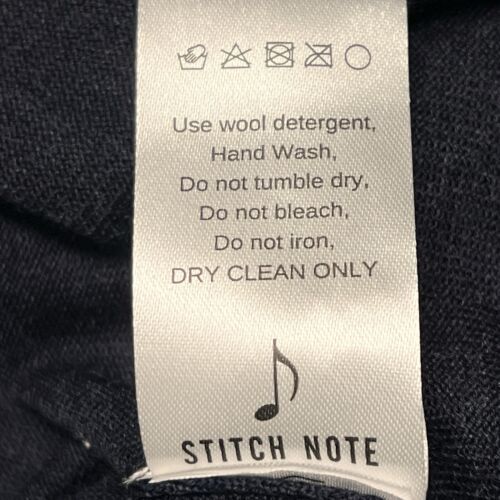 Use wool detergent,
Hand Wash,
Do not tumble dry,
Do not bleach,
Do not iron,
DRY CLEAN ONLY
STITCH NOTE